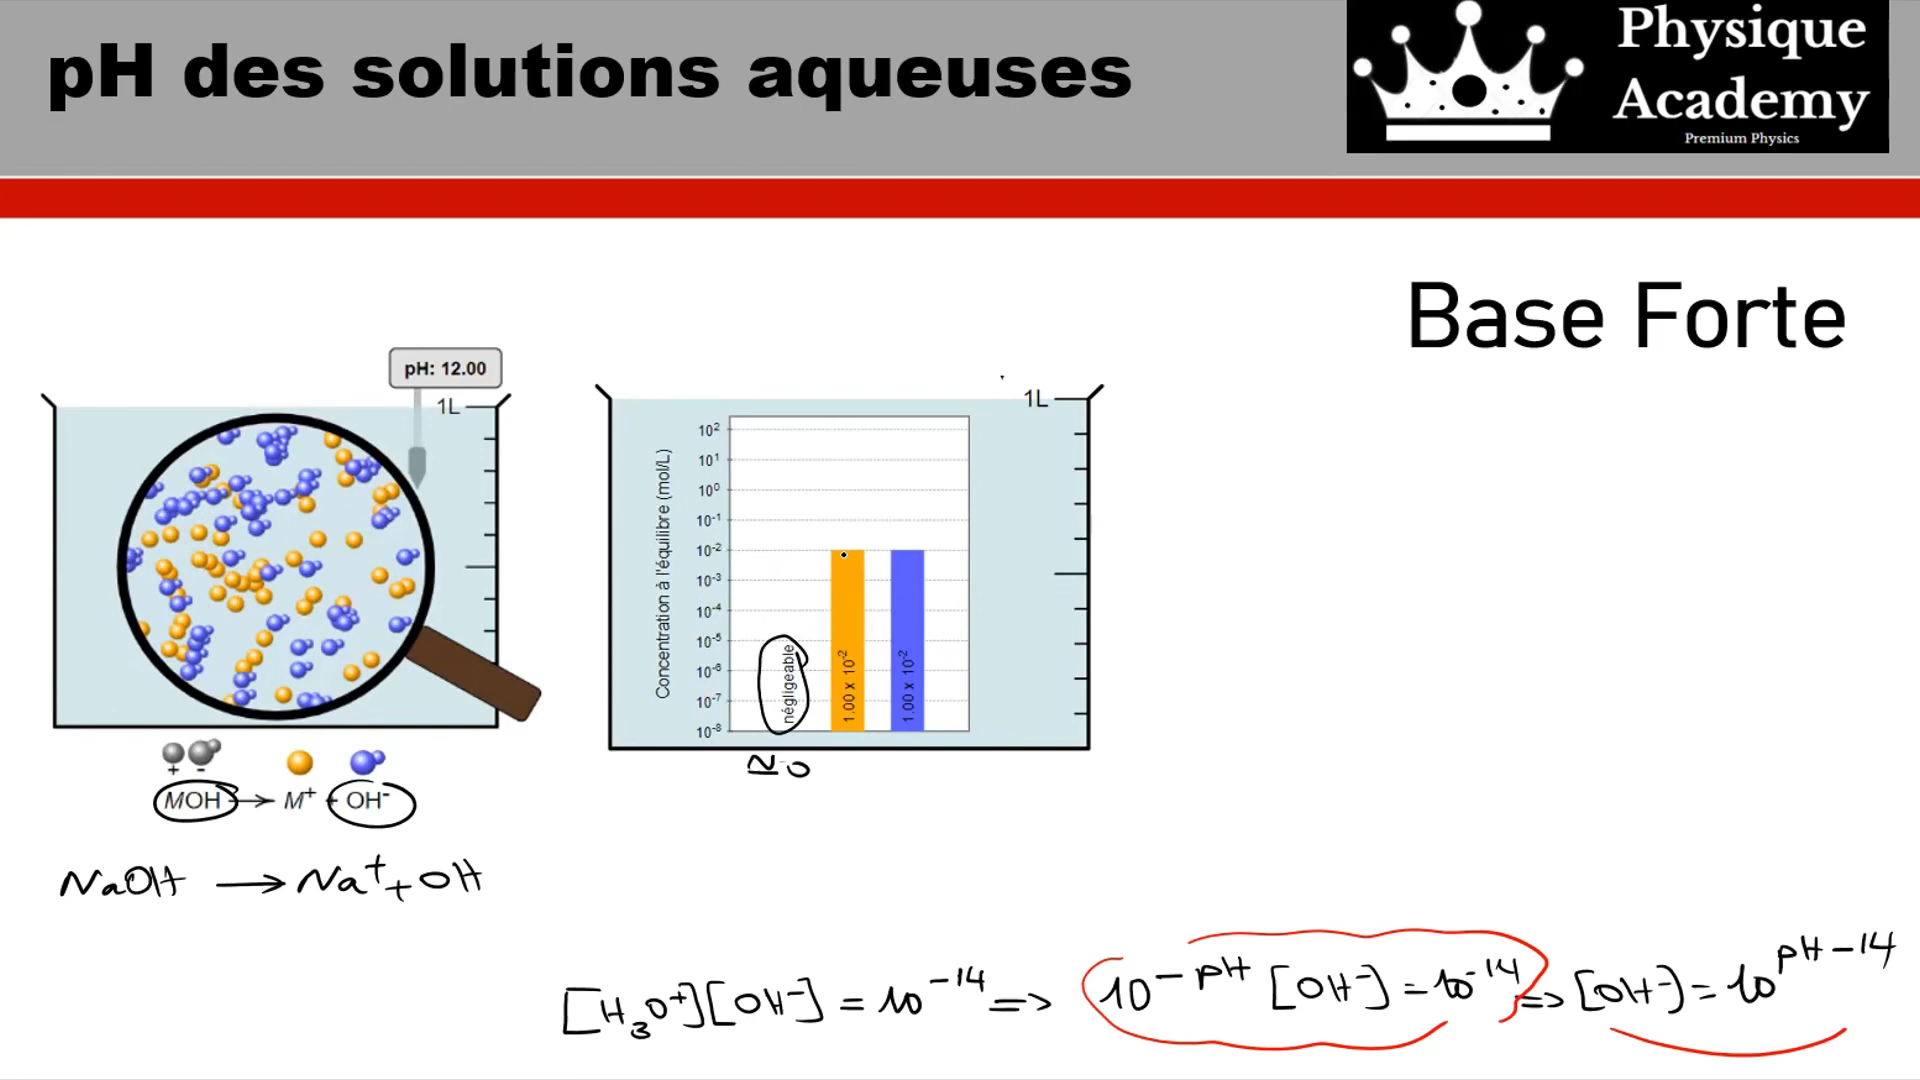 pH des solutions aqueuses
Physique
Academy
Premium Physics
Base Forte
pH: 12.00
1L
1L
Concentration à l'équilibre (mol/L)
10²
10¹
10⁰
10⁻¹
10⁻²
10⁻³
10⁻⁴
10⁻⁵
10⁻⁶
10⁻⁷
10⁻⁸
négligeable
1.00 x 10⁻²
1.00 x 10⁻²
≈ 0
+ -
MOH → M⁺ + OH⁻
NaOH → Na⁺ + OH
[H₃O⁺][OH⁻] = 10⁻¹⁴ => 10⁻ᵖᴴ [OH⁻] = 10⁻¹⁴ => [OH⁻] = 10ᵖᴴ⁻¹⁴